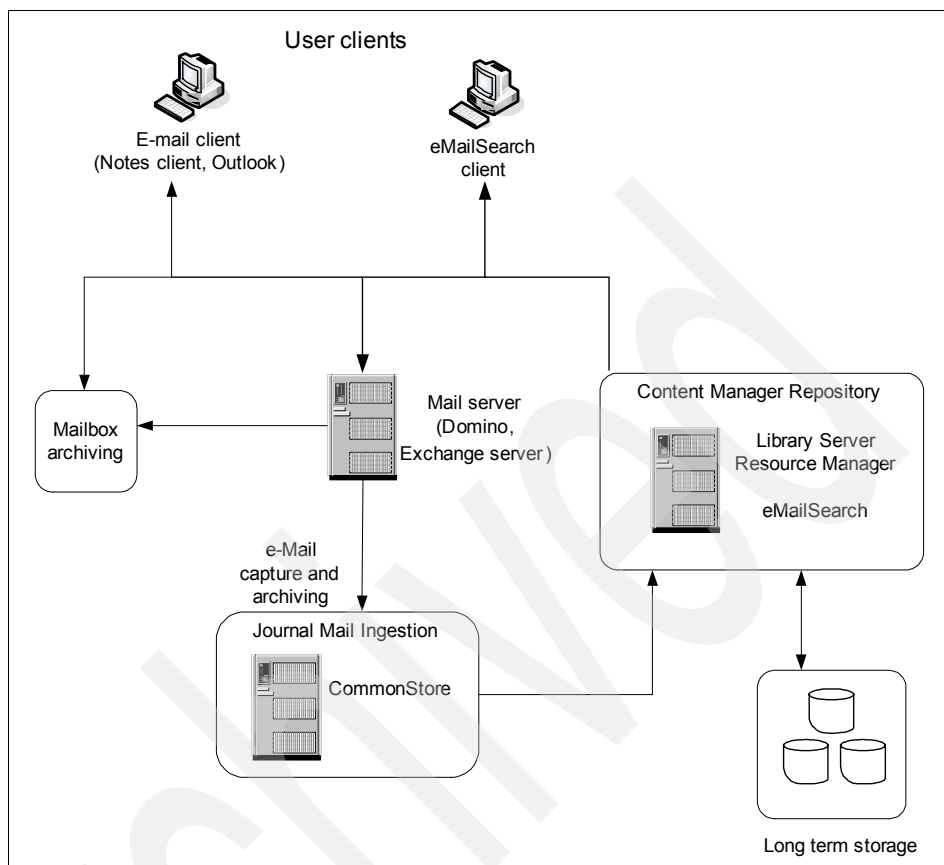 User clients
E-mail client
(Notes client, Outlook)
eMailSearch
client
Mailbox
archiving
Mail server
(Domino,
Exchange server)
Content Manager Repository
Library Server
Resource Manager
eMailSearch
e-Mail
capture and
archiving
Journal Mail Ingestion
CommonStore
Long term storage
chived